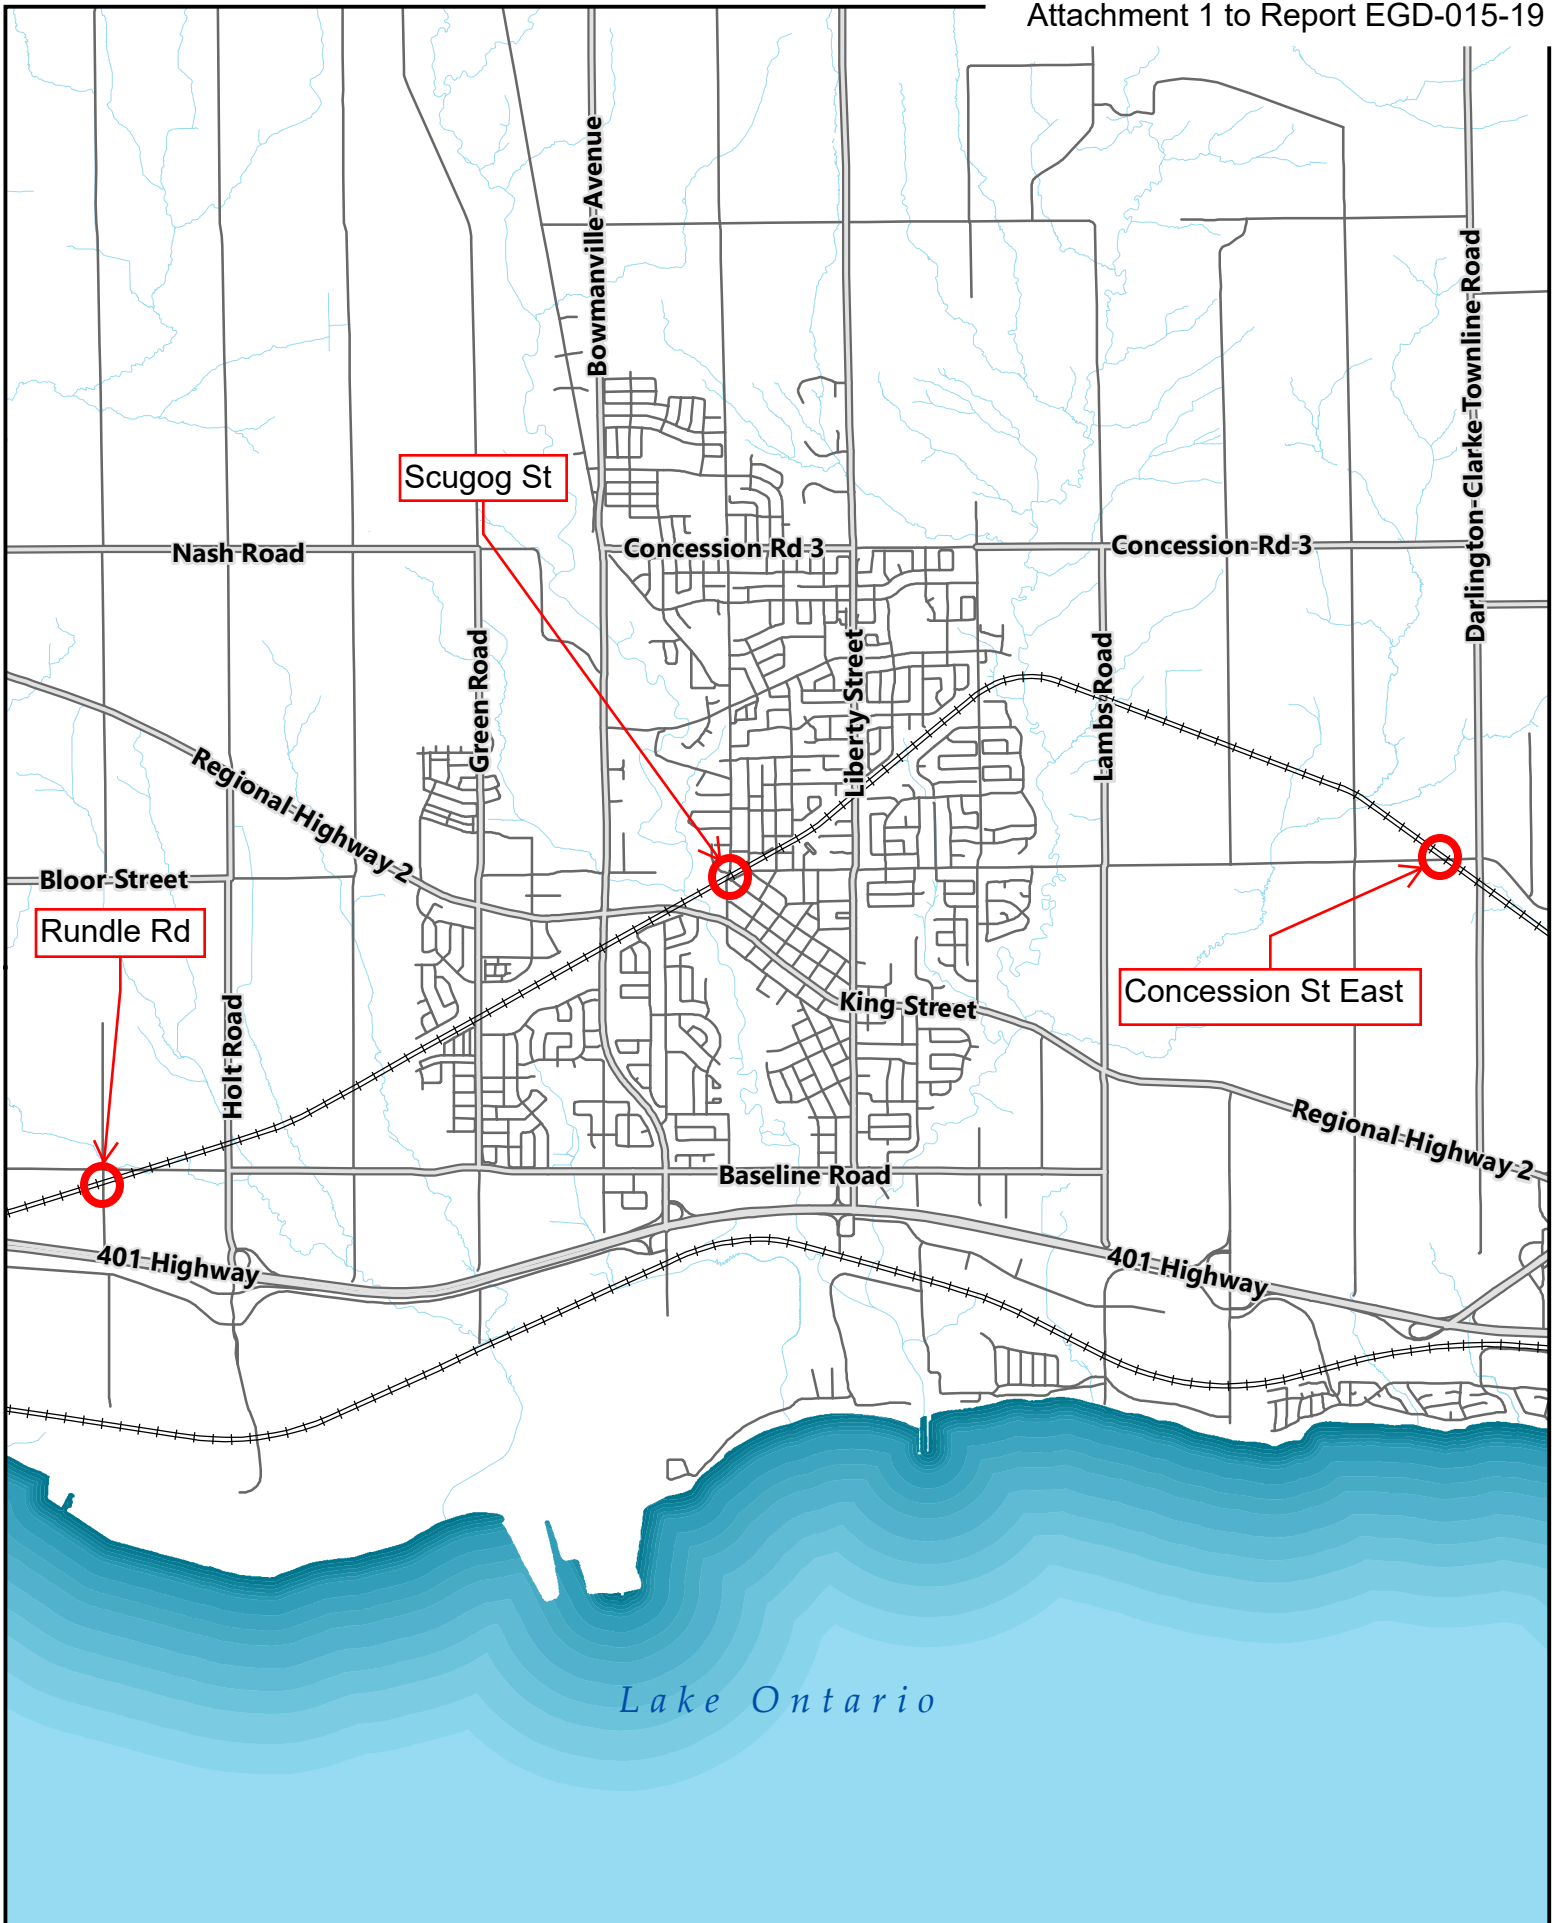 Attachment 1 to Report EGD-015-19
Bowmanville Avenue
Darlington-Clarke Townline Road
Scugog St
Nash Road
Concession Rd 3
Concession Rd 3
Green Road
Liberty Street
Lambs Road
Regional Highway 2
Bloor Street
Rundle Rd
Concession St East
King Street
Holt Road
Regional Highway 2
Baseline Road
401 Highway
401 Highway
Lake Ontario